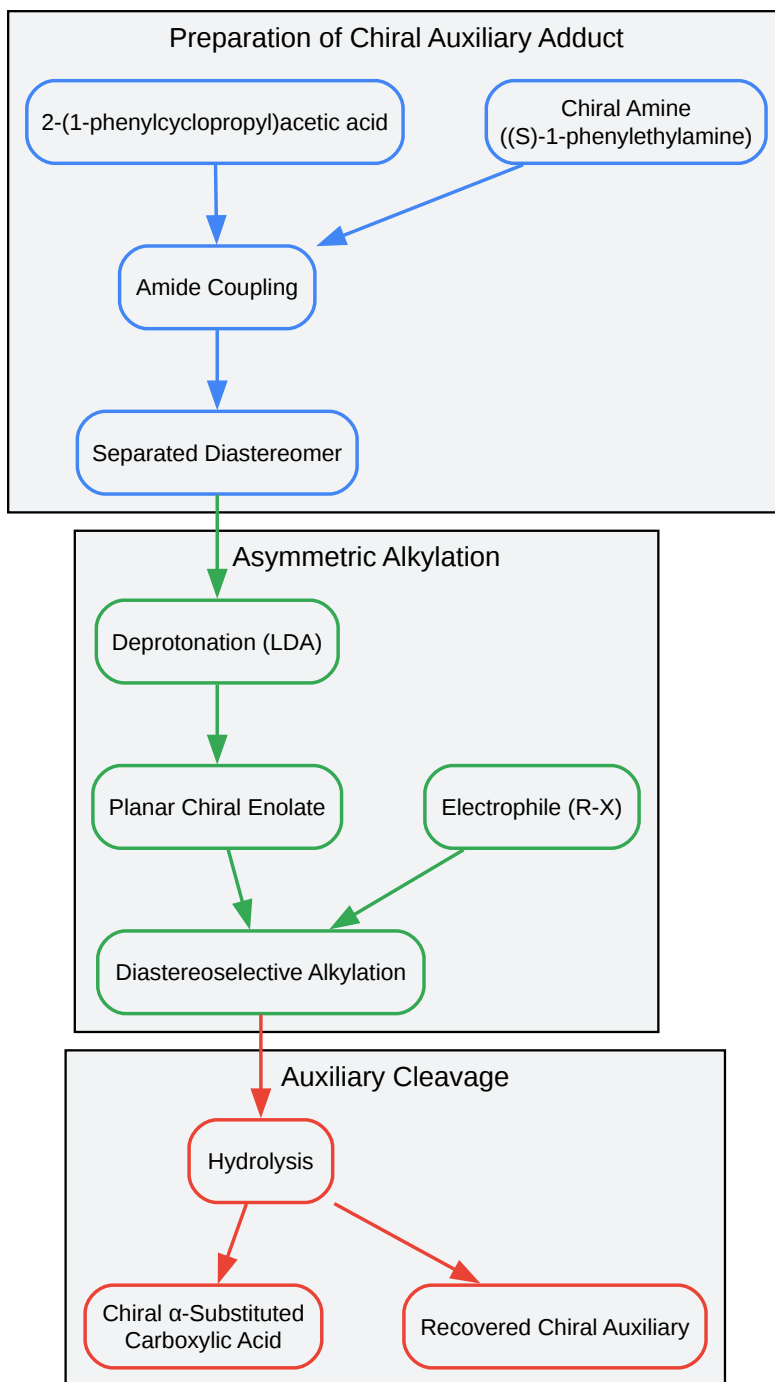 Preparation of Chiral Auxiliary Adduct
2-(1-phenylcyclopropyl)acetic acid
Chiral Amine
((S)-1-phenylethylamine)
Amide Coupling
Separated Diastereomer
Asymmetric Alkylation
Deprotonation (LDA)
Planar Chiral Enolate
Electrophile (R-X)
Diastereoselective Alkylation
Auxiliary Cleavage
Hydrolysis
Chiral α-Substituted
Carboxylic Acid
Recovered Chiral Auxiliary